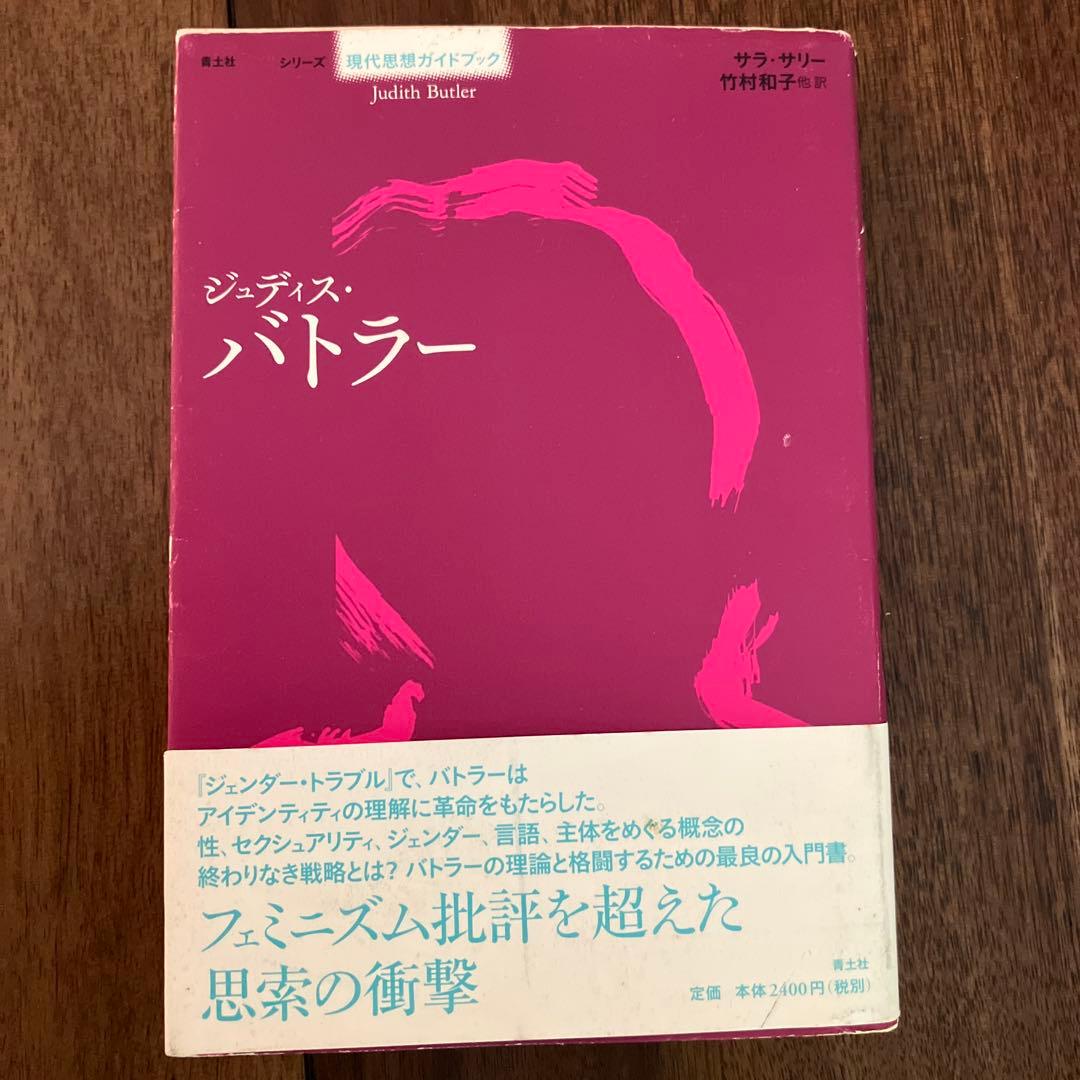 青土社
シリーズ
現代思想ガイドブック
Judith Butler
サラ・サリー
竹村和子他訳
ジュディス・
バトラー
『ジェンダー・トラブル』で、バトラーは
アイデンティティの理解に革命をもたらした。
性、セクシュアリティ、ジェンダー、言語、主体をめぐる概念の
終わりなき戦略とは? バトラーの理論と格闘するための最良の入門書。
フェミニズム批評を超えた
思索の衝撃
青土社
定価 本体2400円(税別)